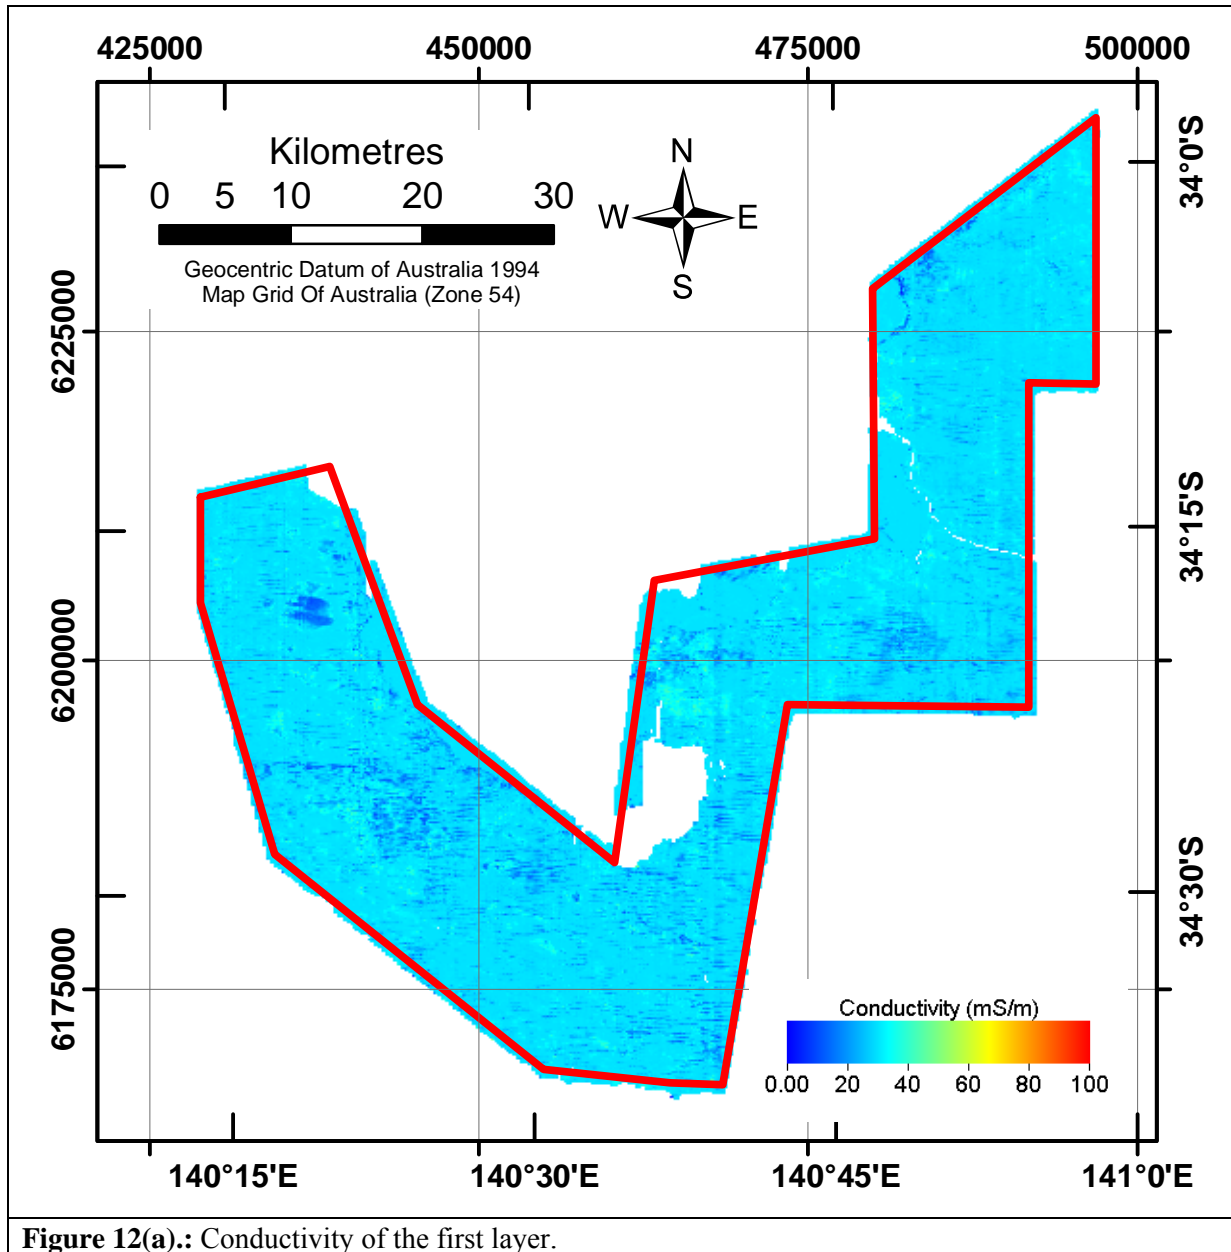 425000 450000 475000 500000
Kilometres
0 5 10 20 30
Geocentric Datum of Australia 1994
Map Grid Of Australia (Zone 54)
N
W E
S
34°0'S
6225000
34°15'S
6200000
34°30'S
6175000
Conductivity (mS/m)
0.00 20 40 60 80 100
140°15'E 140°30'E 140°45'E 141°0'E
Figure 12(a).: Conductivity of the first layer.